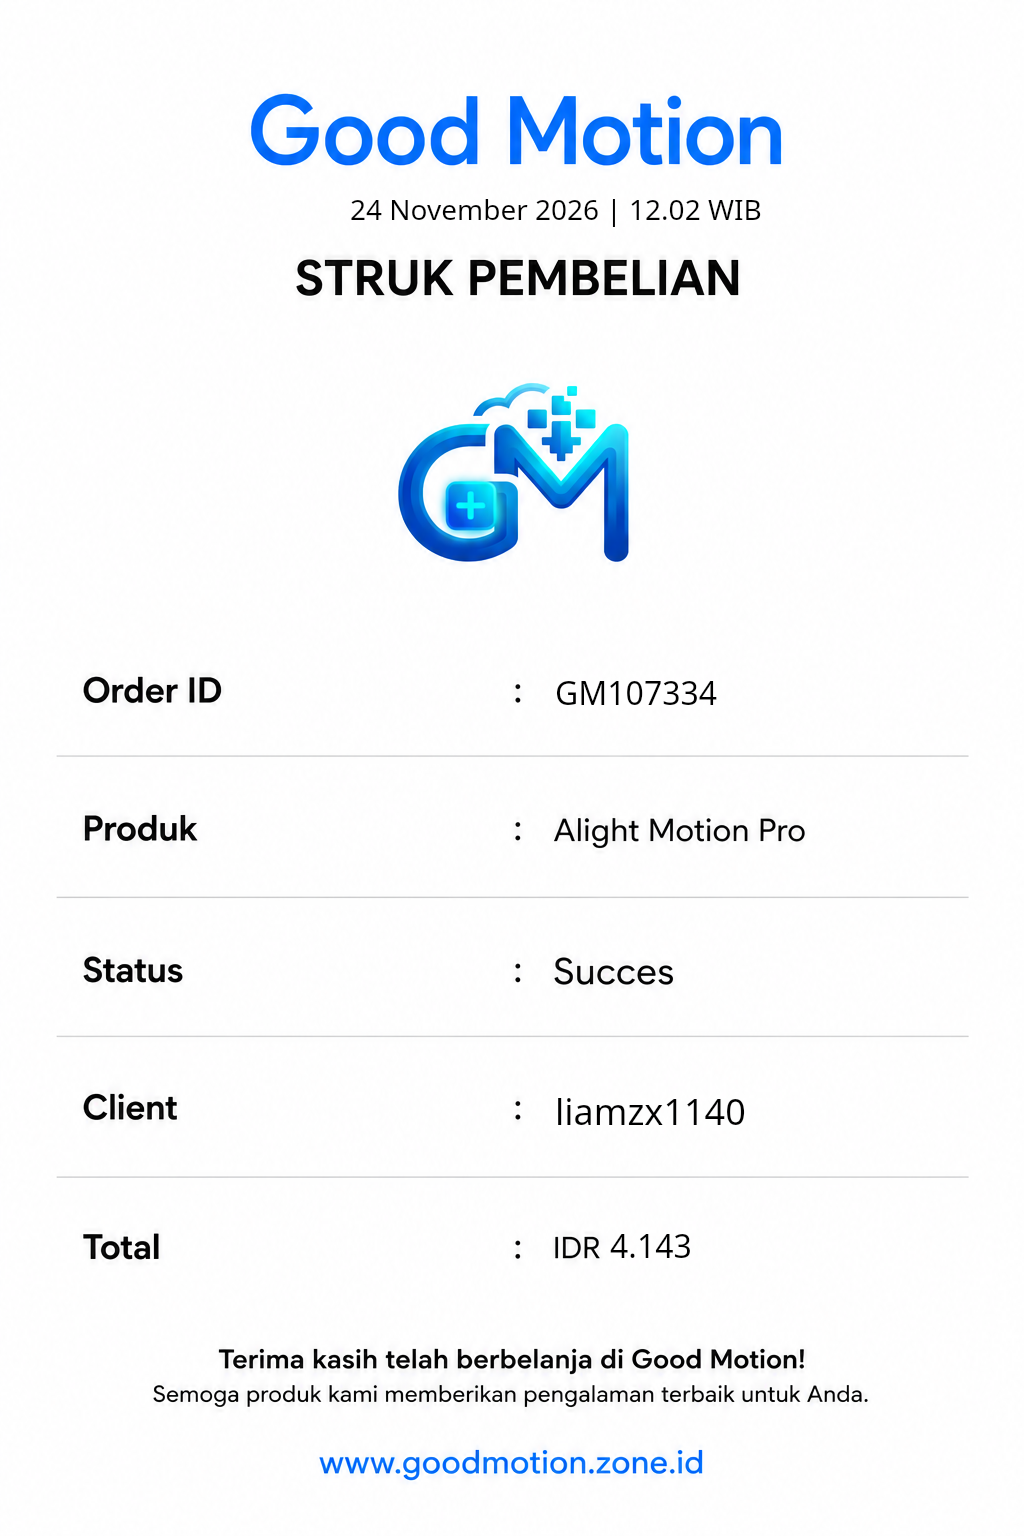 Good Motion
24 November 2026 | 12.02 WIB
STRUK PEMBELIAN
GM
Order ID : GM107334
Produk : Alight Motion Pro
Status : Succes
Client : liamzx1140
Total : IDR 4.143
Terima kasih telah berbelanja di Good Motion!
Semoga produk kami memberikan pengalaman terbaik untuk Anda.
www.goodmotion.zone.id